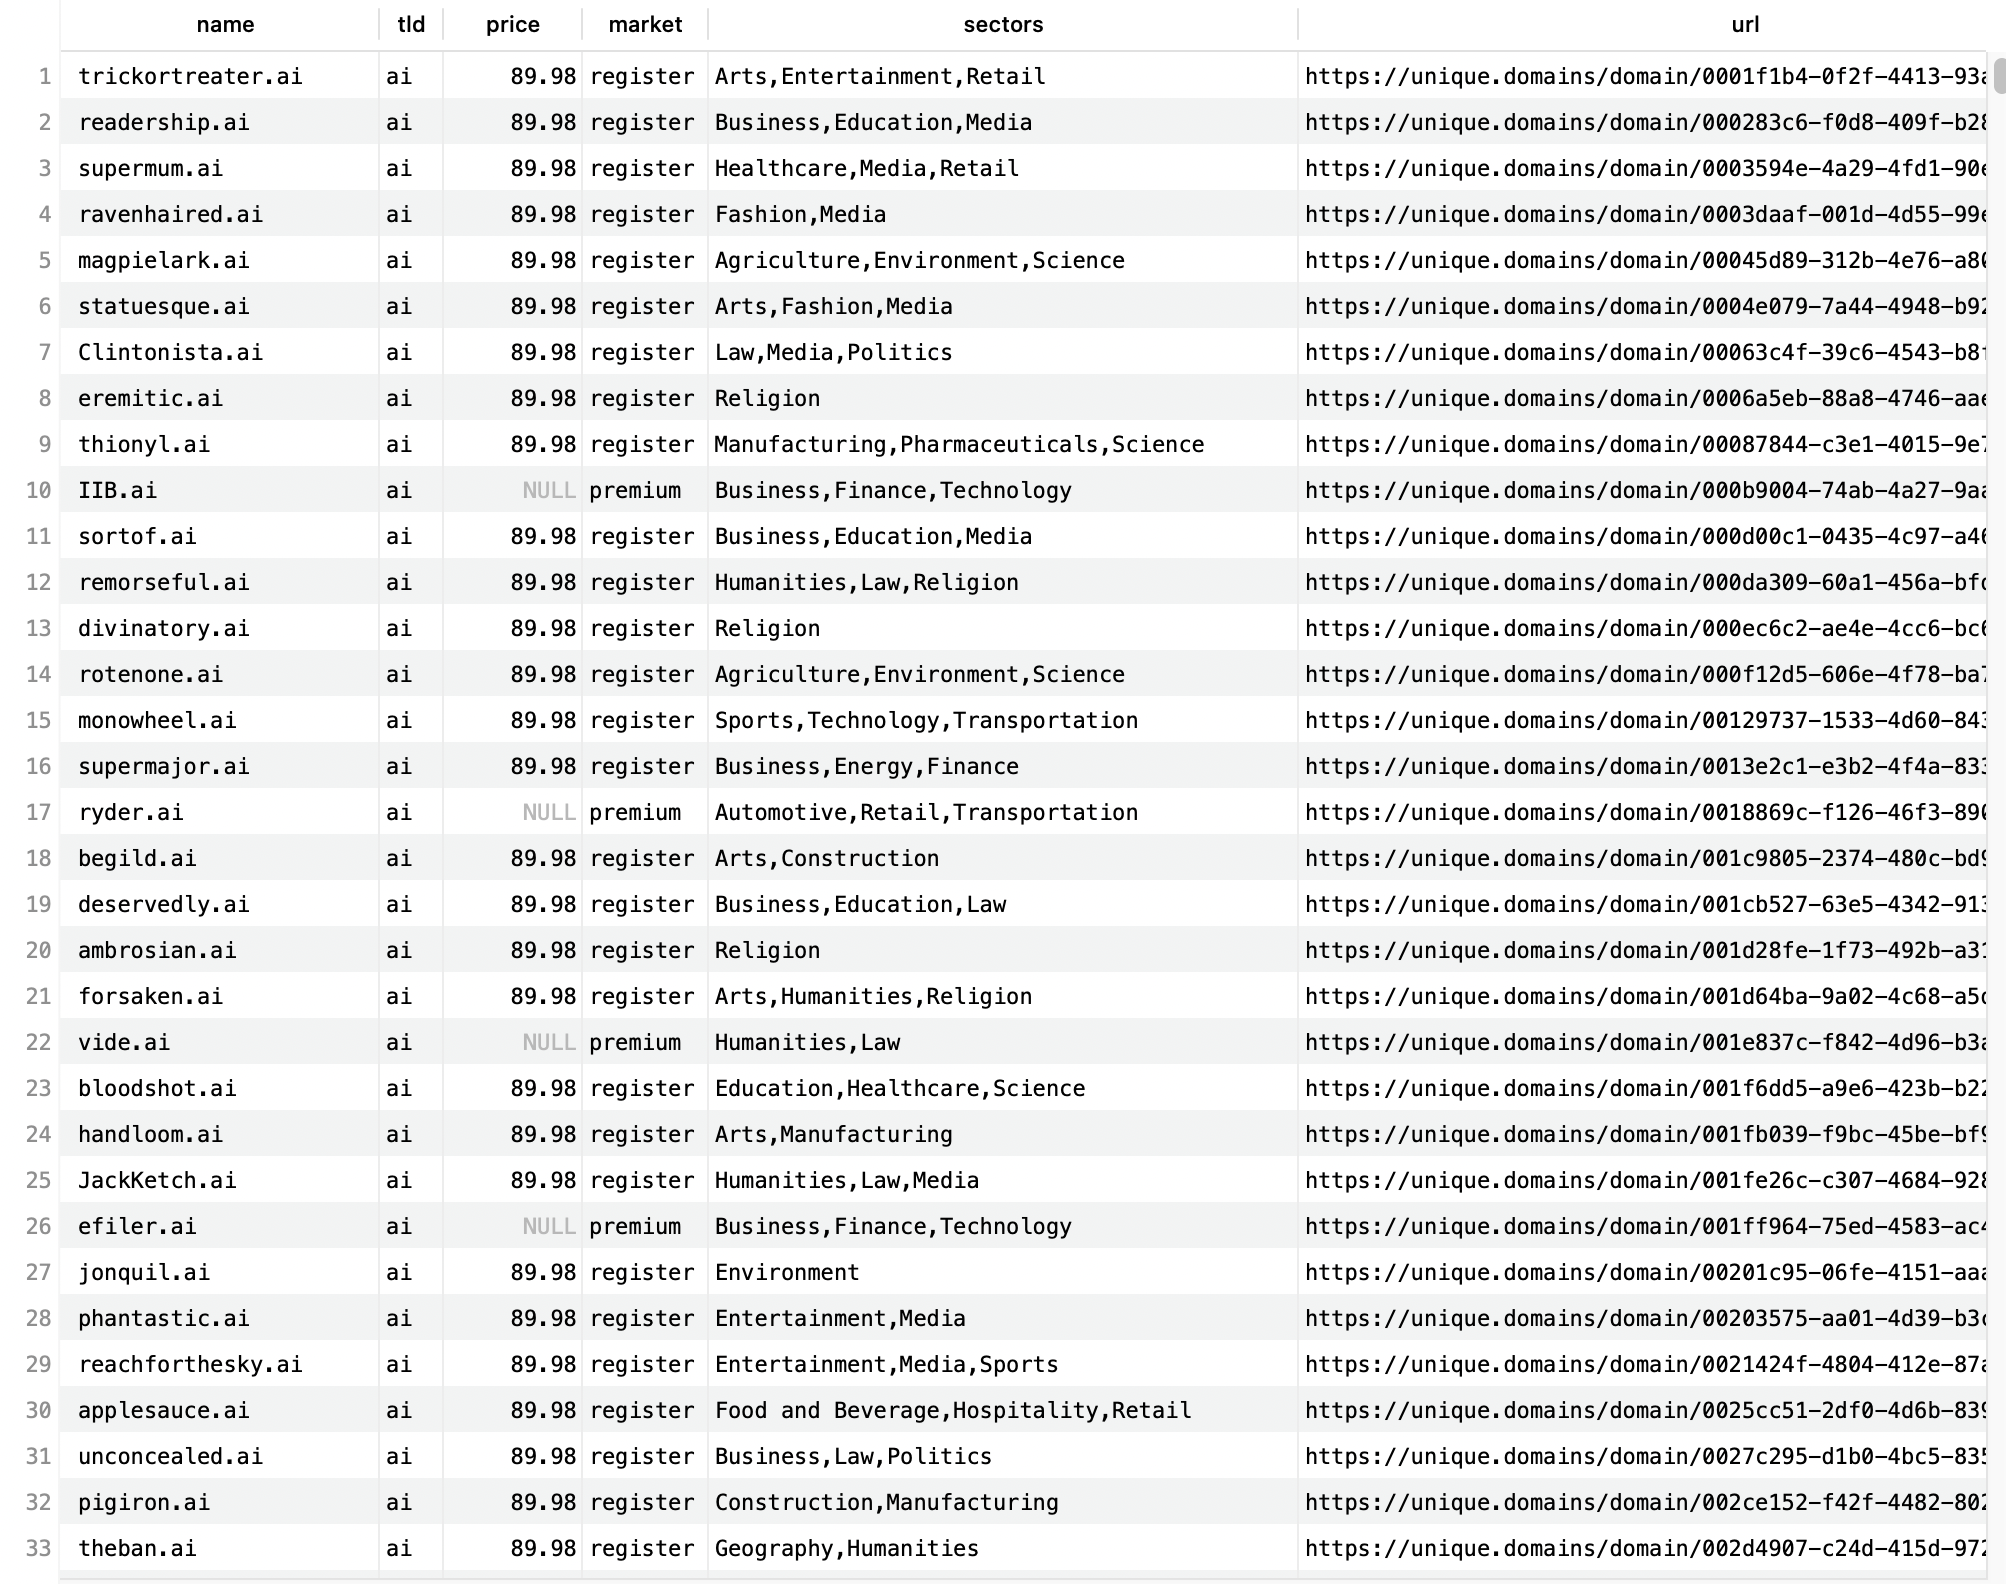 name tld price market sectors url
1 trickortreater.ai ai 89.98 register Arts,Entertainment,Retail https://unique.domains/domain/0001f1b4-0f2f-4413-93a
2 readership.ai ai 89.98 register Business,Education,Media https://unique.domains/domain/000283c6-f0d8-409f-b28
3 supermum.ai ai 89.98 register Healthcare,Media,Retail https://unique.domains/domain/0003594e-4a29-4fd1-90e
4 ravenhaired.ai ai 89.98 register Fashion,Media https://unique.domains/domain/0003daaf-001d-4d55-99e
5 magpielark.ai ai 89.98 register Agriculture,Environment,Science https://unique.domains/domain/00045d89-312b-4e76-a80
6 statuesque.ai ai 89.98 register Arts,Fashion,Media https://unique.domains/domain/0004e079-7a44-4948-b92
7 Clintonista.ai ai 89.98 register Law,Media,Politics https://unique.domains/domain/00063c4f-39c6-4543-b8f
8 eremitic.ai ai 89.98 register Religion https://unique.domains/domain/0006a5eb-88a8-4746-aae
9 thionyl.ai ai 89.98 register Manufacturing,Pharmaceuticals,Science https://unique.domains/domain/00087844-c3e1-4015-9e7
10 IIB.ai ai NULL premium Business,Finance,Technology https://unique.domains/domain/000b9004-74ab-4a27-9aa
11 sortof.ai ai 89.98 register Business,Education,Media https://unique.domains/domain/000d00c1-0435-4c97-a46
12 remorseful.ai ai 89.98 register Humanities,Law,Religion https://unique.domains/domain/000da309-60a1-456a-bfc
13 divinatory.ai ai 89.98 register Religion https://unique.domains/domain/000ec6c2-ae4e-4cc6-bc6
14 rotenone.ai ai 89.98 register Agriculture,Environment,Science https://unique.domains/domain/000f12d5-606e-4f78-ba7
15 monowheel.ai ai 89.98 register Sports,Technology,Transportation https://unique.domains/domain/00129737-1533-4d60-843
16 supermajor.ai ai 89.98 register Business,Energy,Finance https://unique.domains/domain/0013e2c1-e3b2-4f4a-833
17 ryder.ai ai NULL premium Automotive,Retail,Transportation https://unique.domains/domain/0018869c-f126-46f3-890
18 begild.ai ai 89.98 register Arts,Construction https://unique.domains/domain/001c9805-2374-480c-bd9
19 deservedly.ai ai 89.98 register Business,Education,Law https://unique.domains/domain/001cb527-63e5-4342-913
20 ambrosian.ai ai 89.98 register Religion https://unique.domains/domain/001d28fe-1f73-492b-a31
21 forsaken.ai ai 89.98 register Arts,Humanities,Religion https://unique.domains/domain/001d64ba-9a02-4c68-a5c
22 vide.ai ai NULL premium Humanities,Law https://unique.domains/domain/001e837c-f842-4d96-b3a
23 bloodshot.ai ai 89.98 register Education,Healthcare,Science https://unique.domains/domain/001f6dd5-a9e6-423b-b22
24 handloom.ai ai 89.98 register Arts,Manufacturing https://unique.domains/domain/001fb039-f9bc-45be-bf9
25 JackKetch.ai ai 89.98 register Humanities,Law,Media https://unique.domains/domain/001fe26c-c307-4684-928
26 efiler.ai ai NULL premium Business,Finance,Technology https://unique.domains/domain/001ff964-75ed-4583-ac4
27 jonquil.ai ai 89.98 register Environment https://unique.domains/domain/00201c95-06fe-4151-aaa
28 phantastic.ai ai 89.98 register Entertainment,Media https://unique.domains/domain/00203575-aa01-4d39-b3c
29 reachforthesky.ai ai 89.98 register Entertainment,Media,Sports https://unique.domains/domain/0021424f-4804-412e-87a
30 applesauce.ai ai 89.98 register Food and Beverage,Hospitality,Retail https://unique.domains/domain/0025cc51-2df0-4d6b-839
31 unconcealed.ai ai 89.98 register Business,Law,Politics https://unique.domains/domain/0027c295-d1b0-4bc5-835
32 pigiron.ai ai 89.98 register Construction,Manufacturing https://unique.domains/domain/002ce152-f42f-4482-802
33 theban.ai ai 89.98 register Geography,Humanities https://unique.domains/domain/002d4907-c24d-415d-972